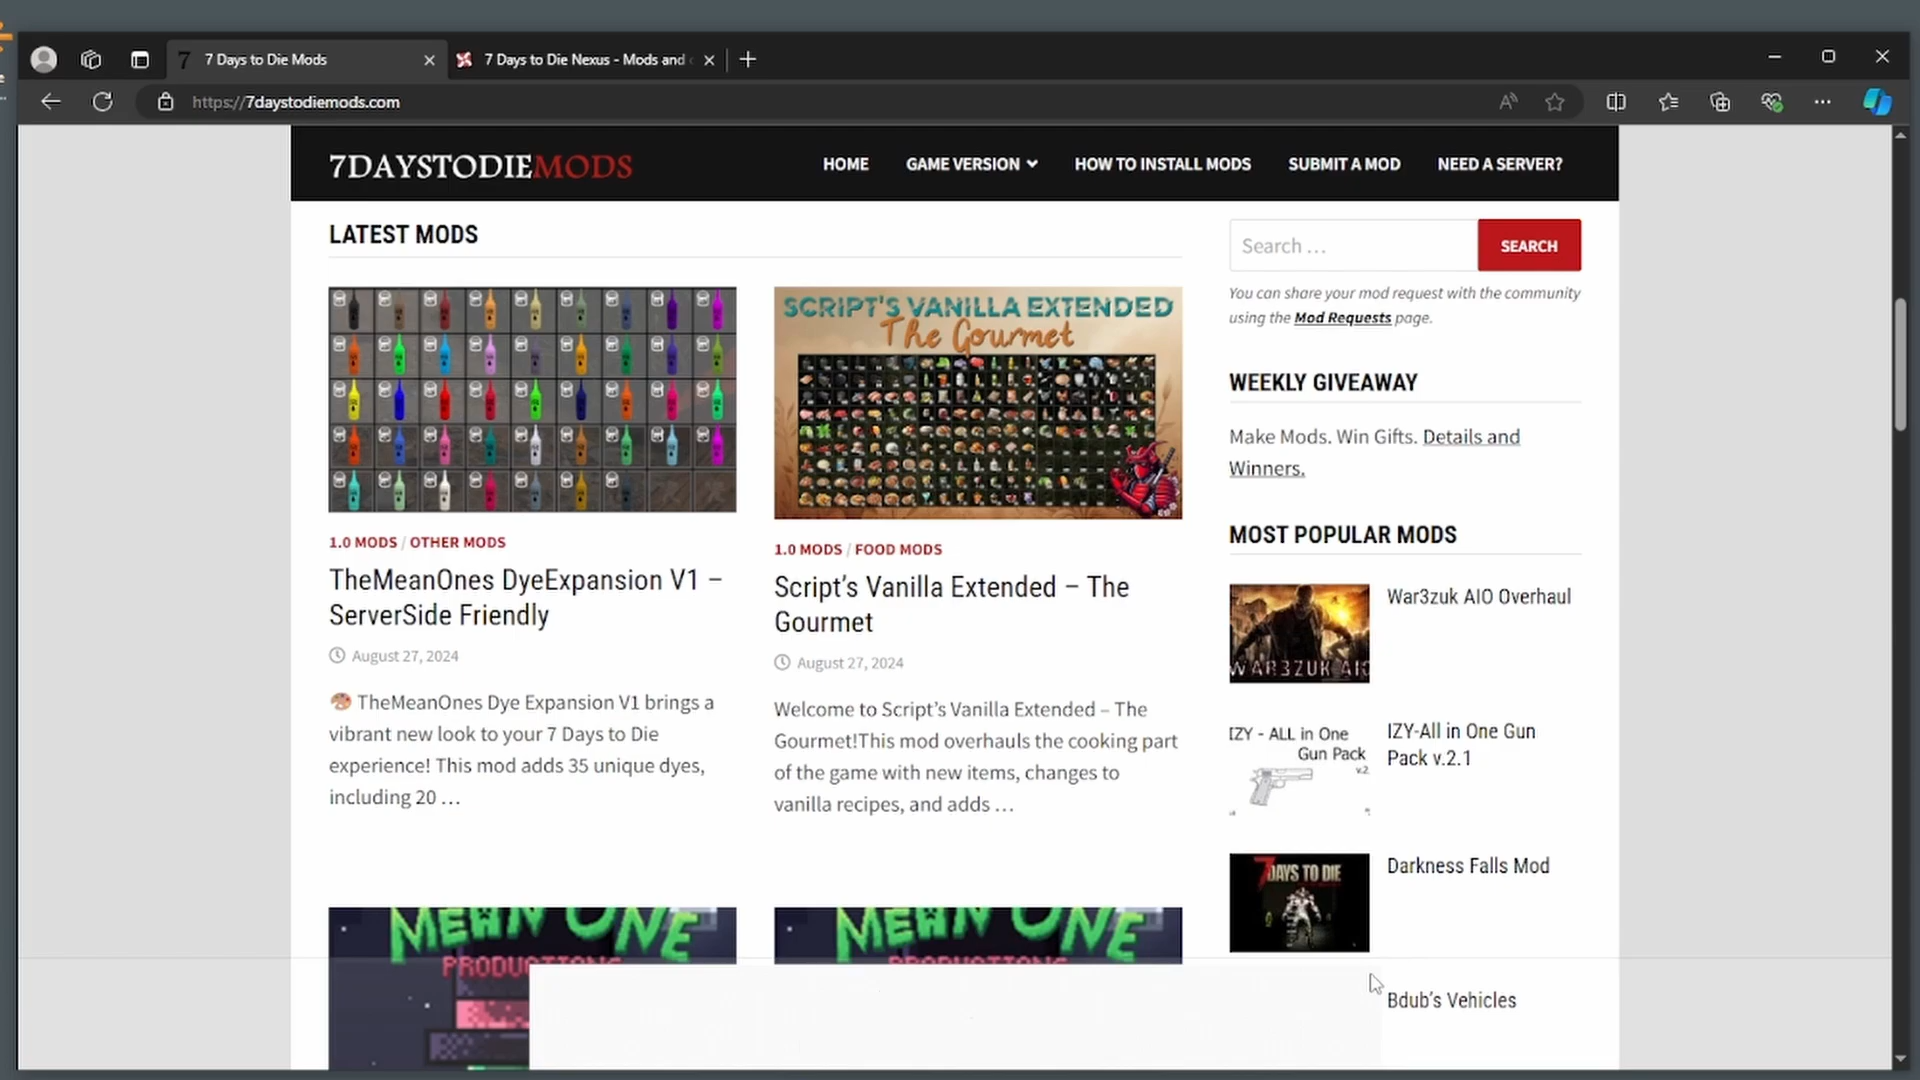 7 Days to Die Mods
7 Days to Die Nexus - Mods and
https://7daystodiemods.com
7DAYSTODIEMODS
HOME
GAME VERSION
HOW TO INSTALL MODS
SUBMIT A MOD
NEED A SERVER?
LATEST MODS
1.0 MODS / OTHER MODS
TheMeanOnes DyeExpansion V1 –
ServerSide Friendly
August 27, 2024
🎨 TheMeanOnes Dye Expansion V1 brings a
vibrant new look to your 7 Days to Die
experience! This mod adds 35 unique dyes,
including 20 …
SCRIPT'S VANILLA EXTENDED
The Gourmet
1.0 MODS / FOOD MODS
Script’s Vanilla Extended – The
Gourmet
August 27, 2024
Welcome to Script’s Vanilla Extended – The
Gourmet!This mod overhauls the cooking part
of the game with new items, changes to
vanilla recipes, and adds …
MEAN ONE
PRODUCTIONS
MEAN ONE
PRODUCTIONS
Search …
SEARCH
You can share your mod request with the community
using the Mod Requests page.
WEEKLY GIVEAWAY
Make Mods. Win Gifts. Details and
Winners.
MOST POPULAR MODS
WAR3ZUK AIO
War3zuk AIO Overhaul
IZY - ALL in One
Gun Pack
v.2
IZY-All in One Gun
Pack v.2.1
7 DAYS TO DIE
Darkness Falls Mod
Bdub’s Vehicles